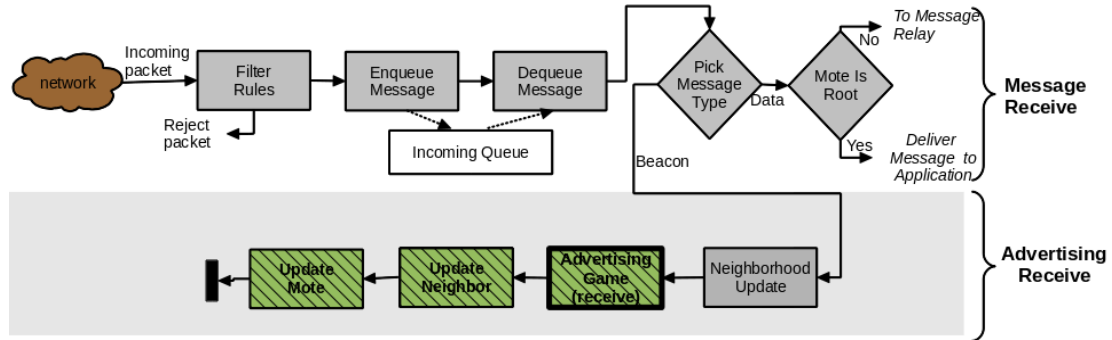 network
Incoming
packet
Filter
Rules
Reject
packet
Enqueue
Message
Dequeue
Message
Incoming Queue
Pick
Message
Type
Data
Beacon
Mote Is
Root
No
To Message
Relay
Yes
Deliver
Message to
Application
Message
Receive
Update
Mote
Update
Neighbor
Advertising
Game
(receive)
Neighborhood
Update
Advertising
Receive